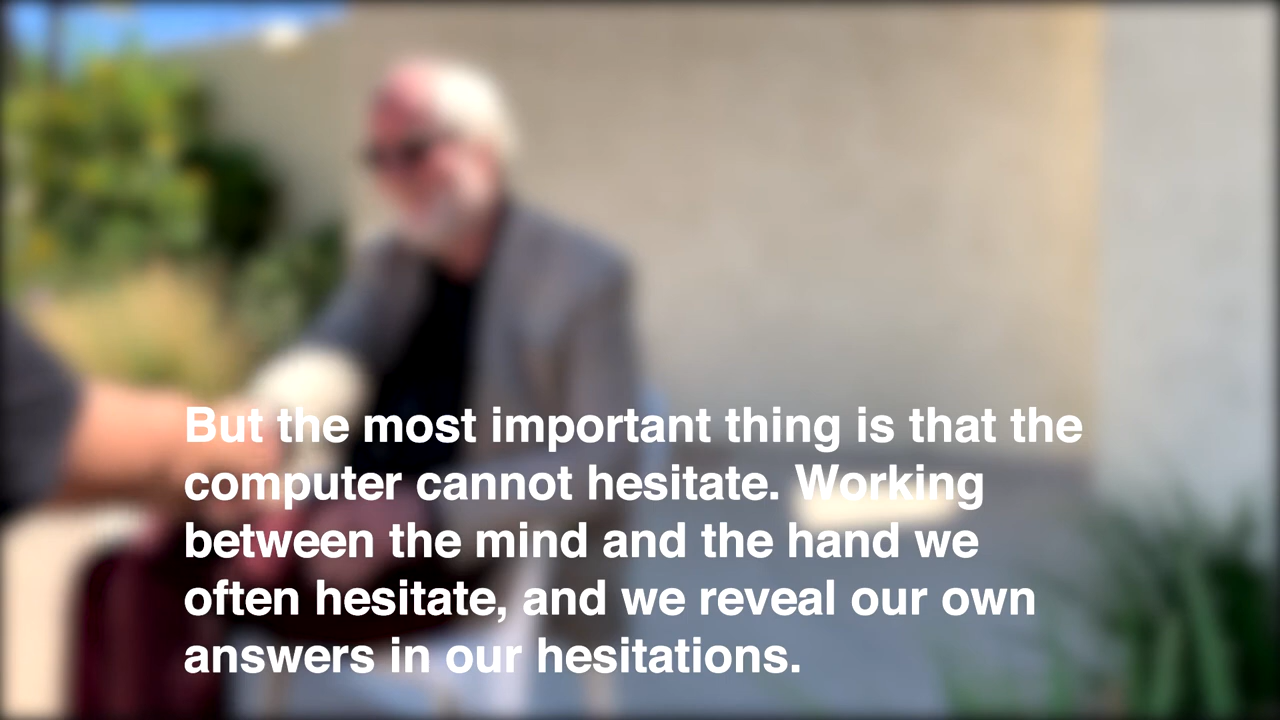 But the most important thing is that the
computer cannot hesitate. Working
between the mind and the hand we
often hesitate, and we reveal our own
answers in our hesitations.